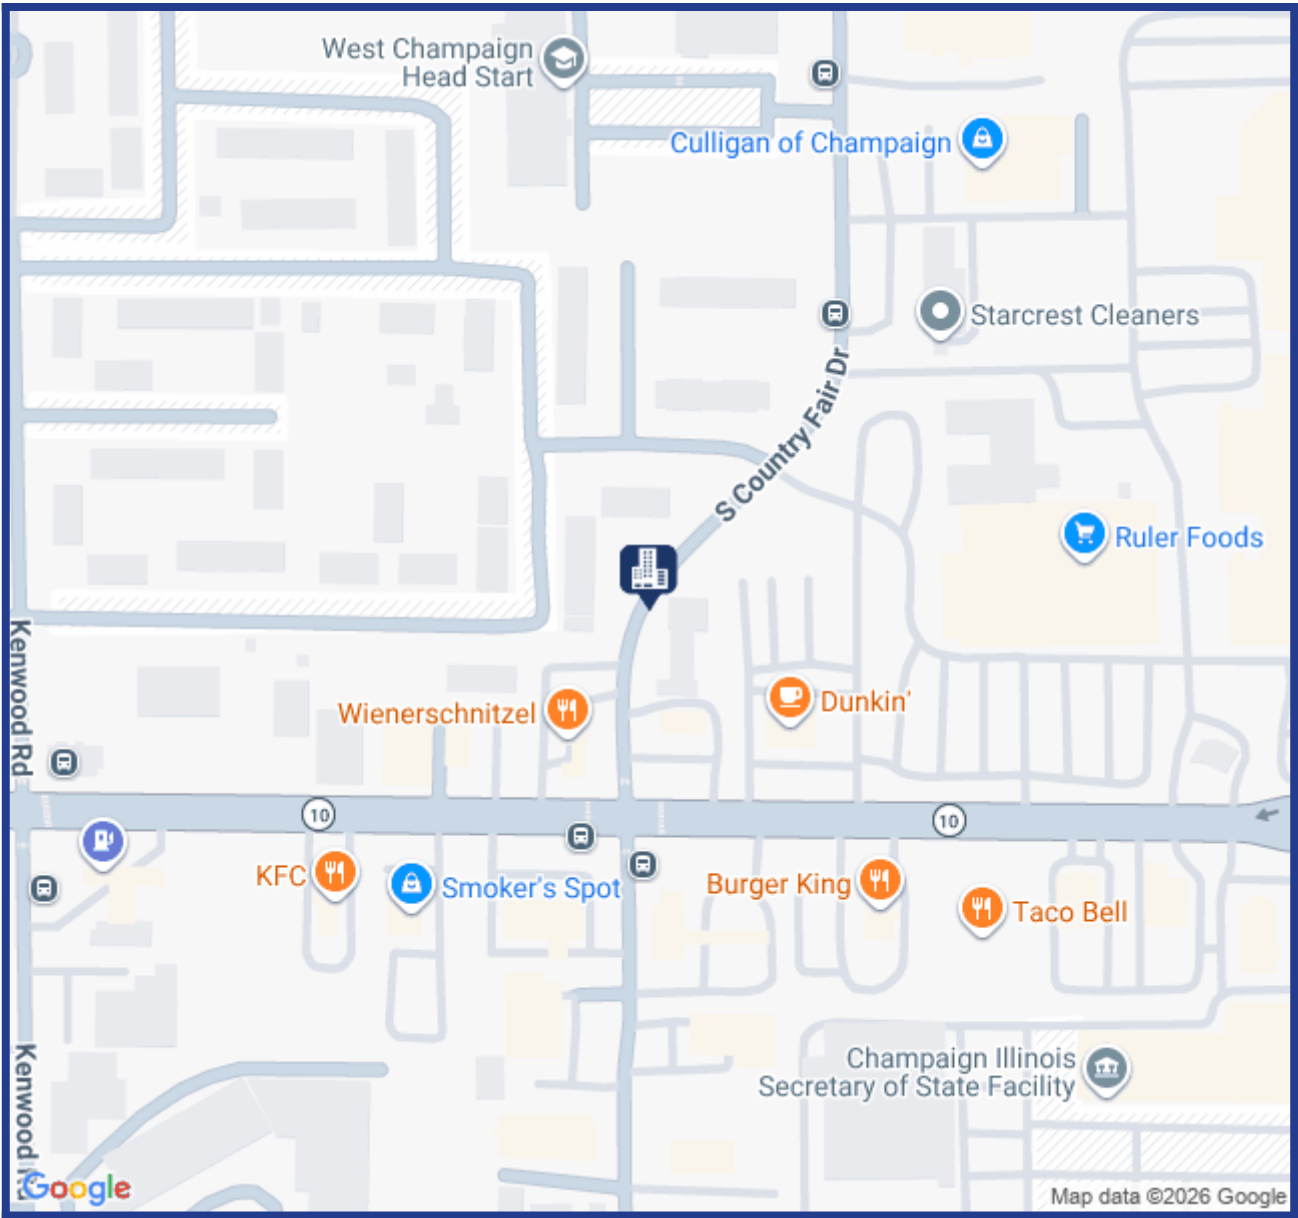 West Champaign
Head Start
Culligan of Champaign
Starcrest Cleaners
S Country Fair Dr
Ruler Foods
Kenwood Rd
Wienerschnitzel
Dunkin'
10
10
KFC
Smoker's Spot
Burger King
Taco Bell
Champaign Illinois
Secretary of State Facility
Kenwood Rd
Google
Map data ©2026 Google